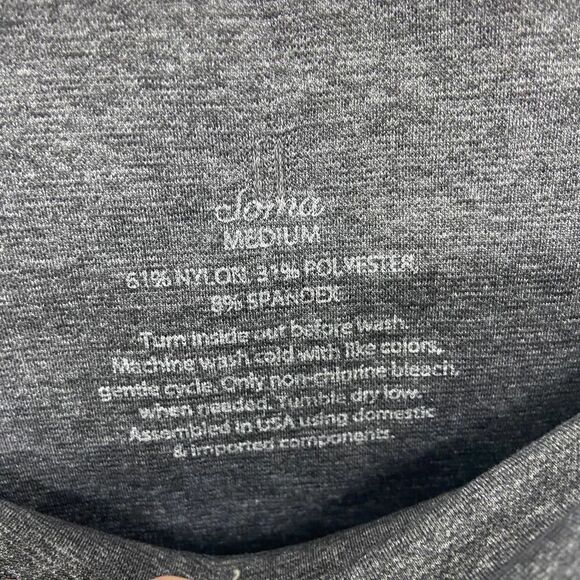 Soma
MEDIUM
61% NYLON, 31% POLYESTER,
8% SPANDEX
Turn inside out before wash.
Machine wash cold with like colors,
gentle cycle. Only non-chlorine bleach,
when needed. Tumble dry low.
Assembled in USA using domestic
& imported components.